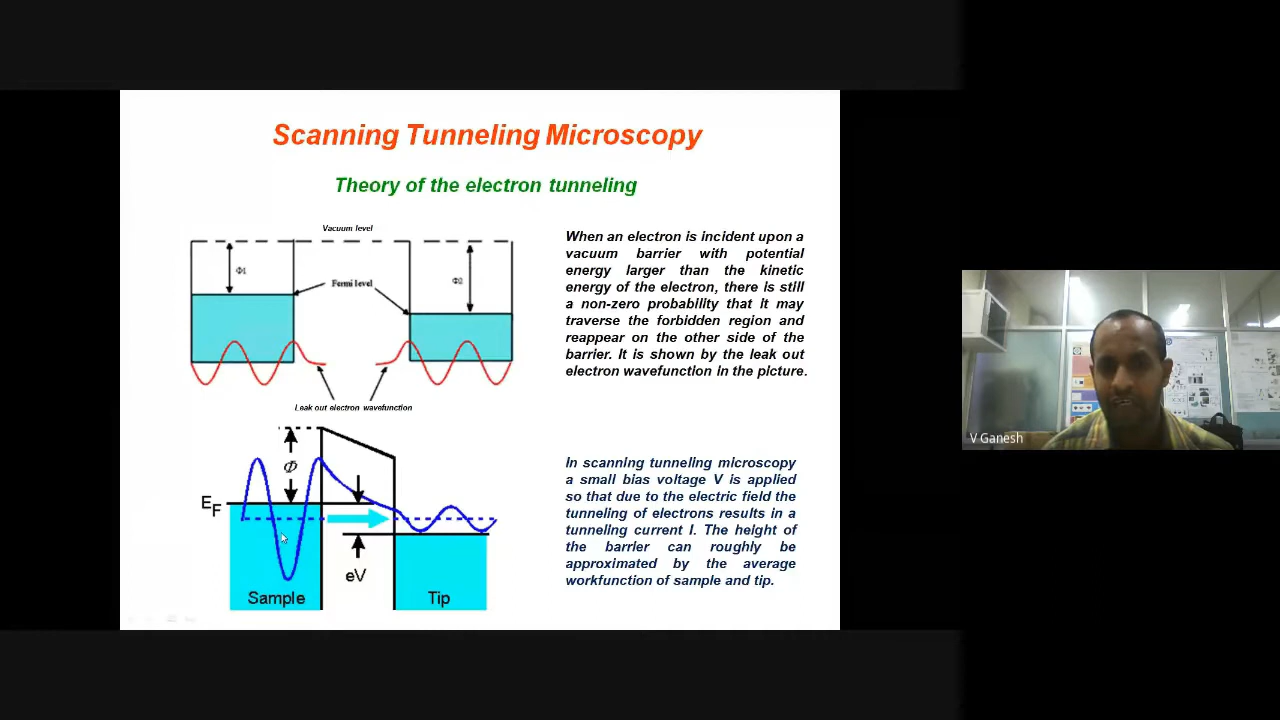 Scanning Tunneling Microscopy
Theory of the electron tunneling
Vacuum level
Φ1
Fermi level
Φ2
Leak out electron wavefunction
When an electron is incident upon a
vacuum barrier with potential
energy larger than the kinetic
energy of the electron, there is still
a non-zero probability that it may
traverse the forbidden region and
reappear on the other side of the
barrier. It is shown by the leak out
electron wavefunction in the picture.
Φ
EF
eV
Sample
Tip
In scanning tunneling microscopy
a small bias voltage V is applied
so that due to the electric field the
tunneling of electrons results in a
tunneling current I. The height of
the barrier can roughly be
approximated by the average
workfunction of sample and tip.
V Ganesh